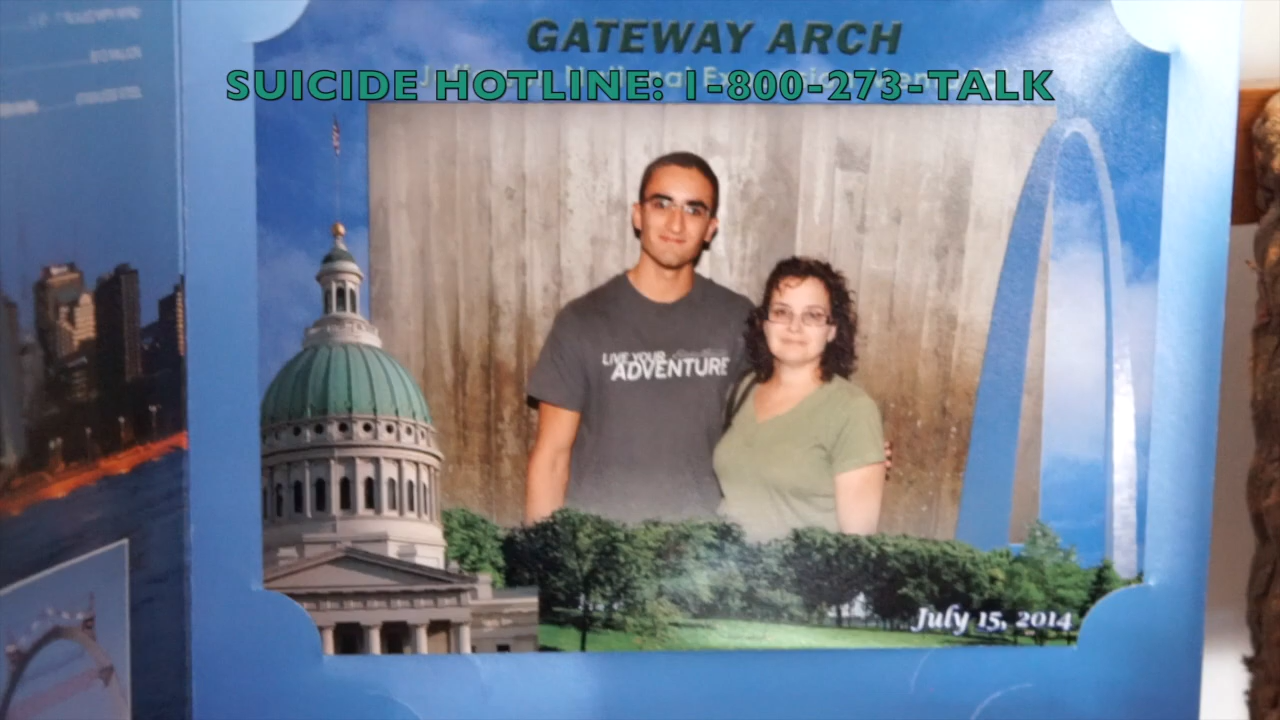 GATEWAY ARCH
SUICIDE HOTLINE: 1-800-273-TALK
LIVE YOUR
ADVENTURE
July 15, 2014